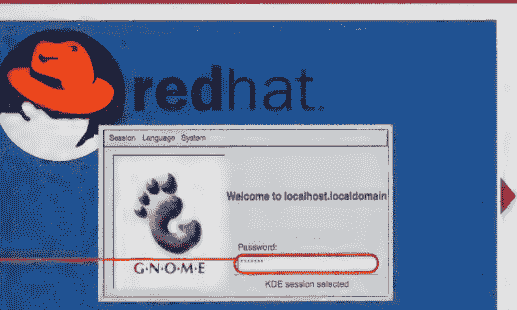 redhat.
Session Language System
Welcome to localhost.localdomain
Password:
*******
G·N·O·M·E
KDE session selected